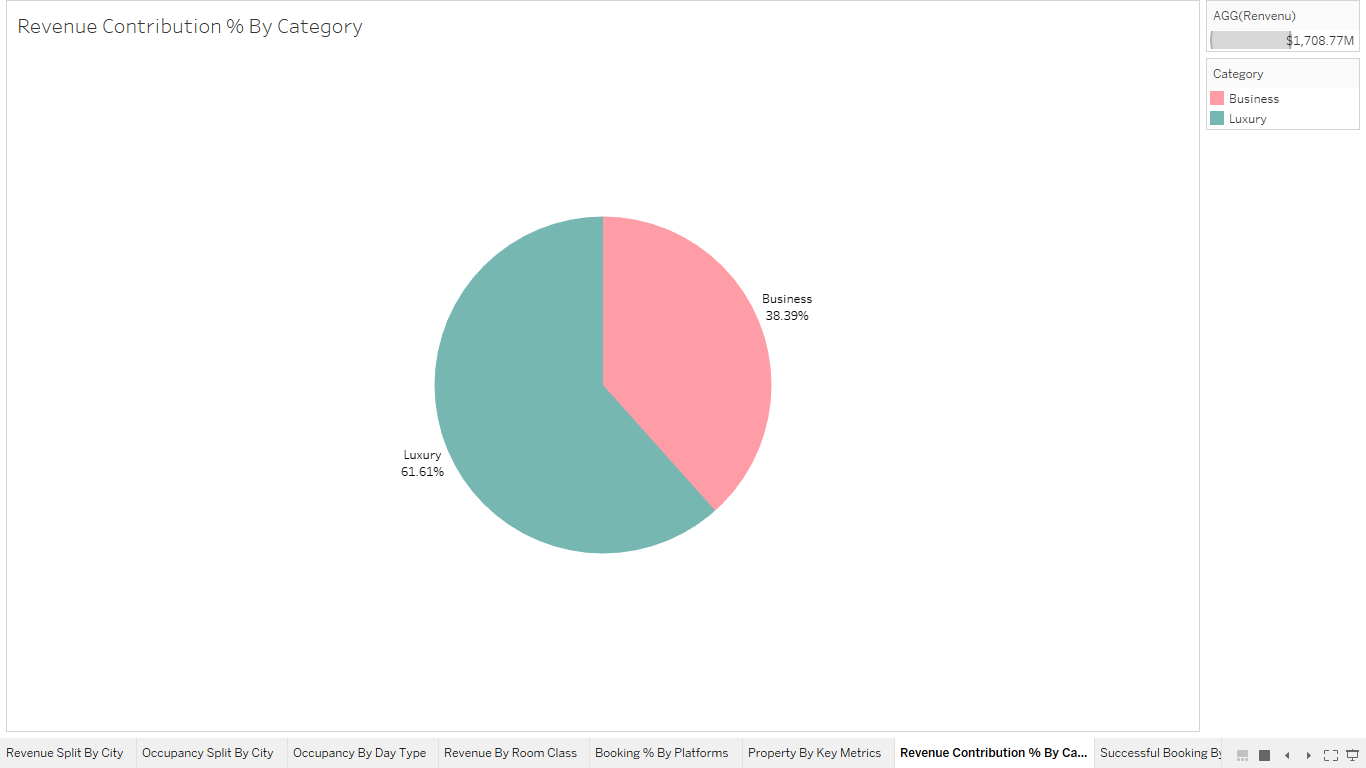 Revenue Contribution % By Category
AGG(Renvenu)
$1,708.77M
Category
Business
Luxury
Business
38.39%
Luxury
61.61%
Revenue Split By City
Occupancy Split By City
Occupancy By Day Type
Revenue By Room Class
Booking % By Platforms
Property By Key Metrics
Revenue Contribution % By Ca...
Successful Booking By